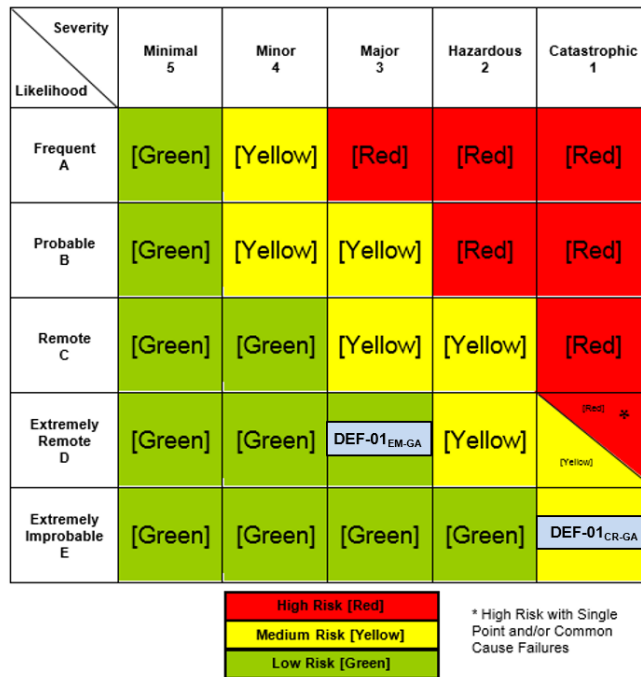 Severity
Likelihood
Minimal
5
Minor
4
Major
3
Hazardous
2
Catastrophic
1
Frequent
A
[Green]
[Yellow]
[Red]
[Red]
[Red]
Probable
B
[Green]
[Yellow]
[Yellow]
[Red]
[Red]
Remote
C
[Green]
[Green]
[Yellow]
[Yellow]
[Red]
Extremely
Remote
D
[Green]
[Green]
DEF-01EM-GA
[Yellow]
[Red] *
[Yellow]
Extremely
Improbable
E
[Green]
[Green]
[Green]
[Green]
DEF-01CR-GA
High Risk [Red]
Medium Risk [Yellow]
Low Risk [Green]
* High Risk with Single
Point and/or Common
Cause Failures